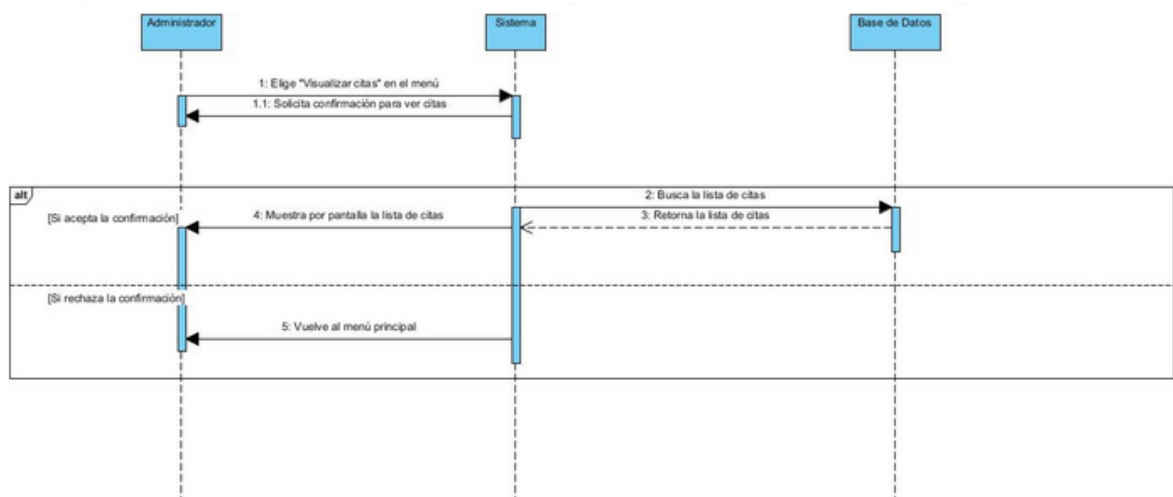 Administrador
Sistema
Base de Datos
1: Elige "Visualizar citas" en el menú
1.1: Solicita confirmación para ver citas
alt
2: Busca la lista de citas
[Si acepta la confirmación]
4: Muestra por pantalla la lista de citas
3: Retorna la lista de citas
[Si rechaza la confirmación]
5: Vuelve al menú principal